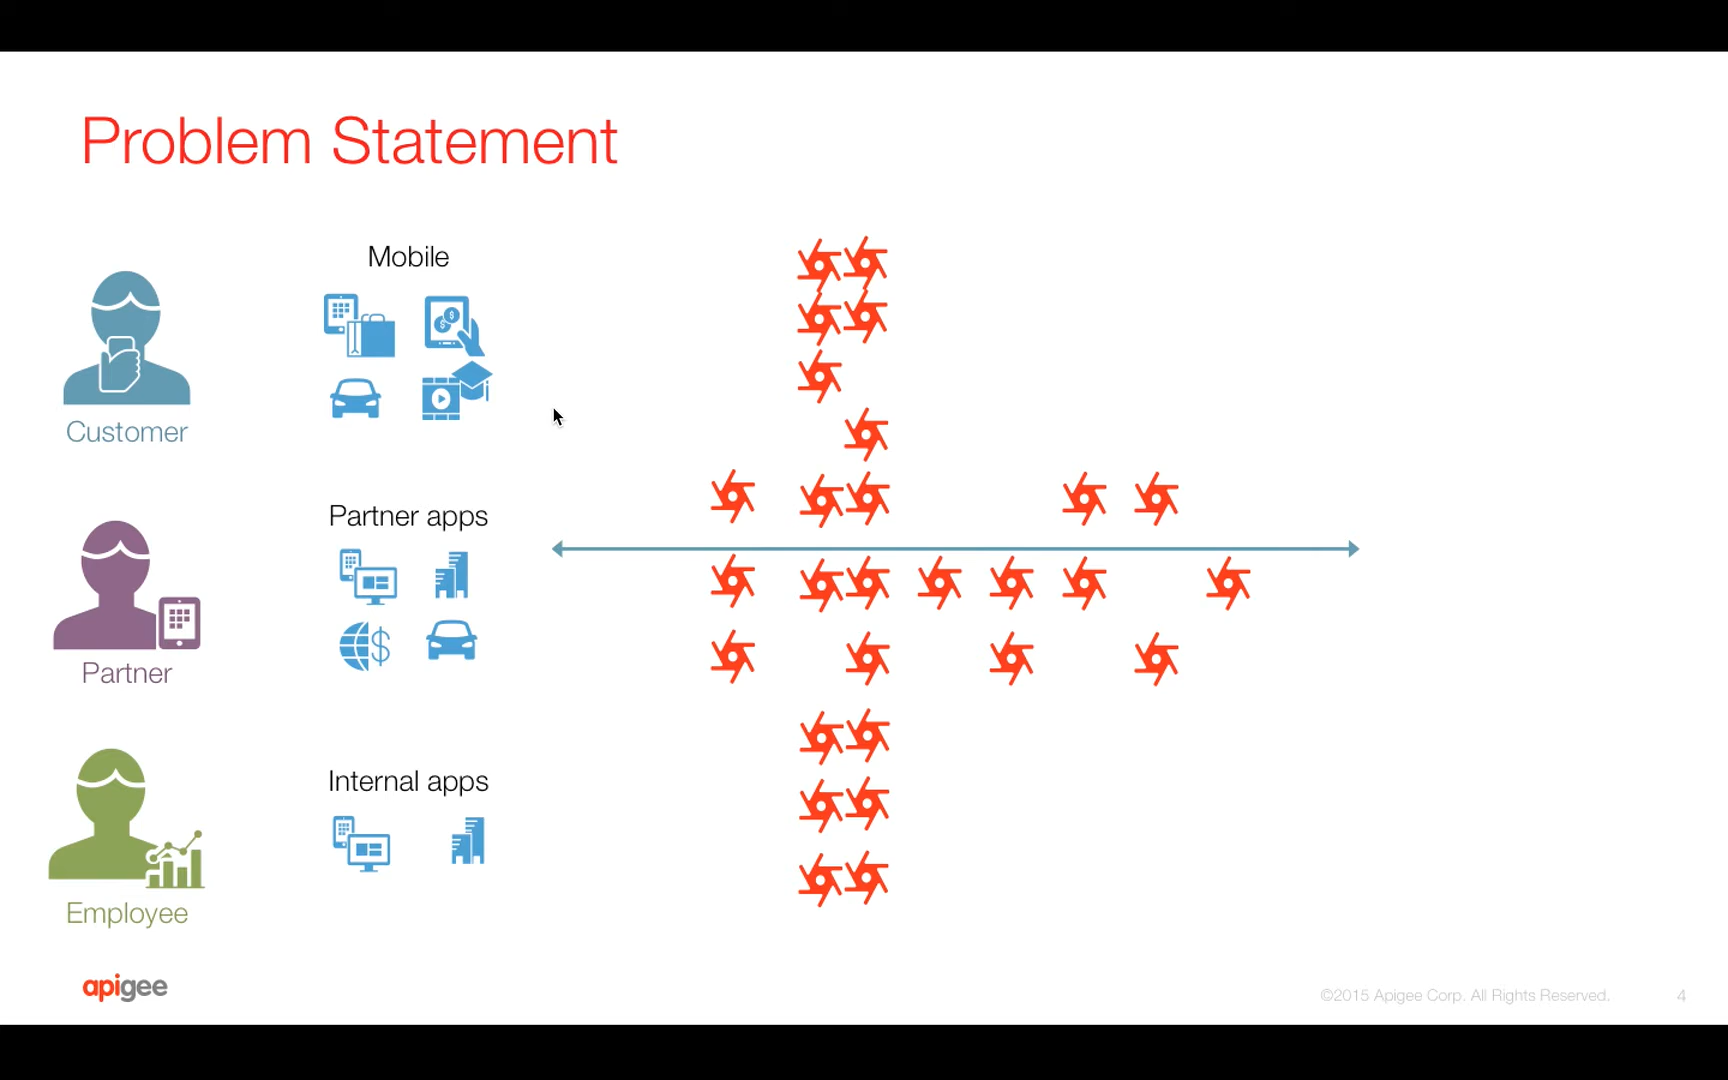 Problem Statement
Mobile
Customer
Partner apps
Partner
Internal apps
Employee
apigee
©2015 Apigee Corp. All Rights Reserved.
4